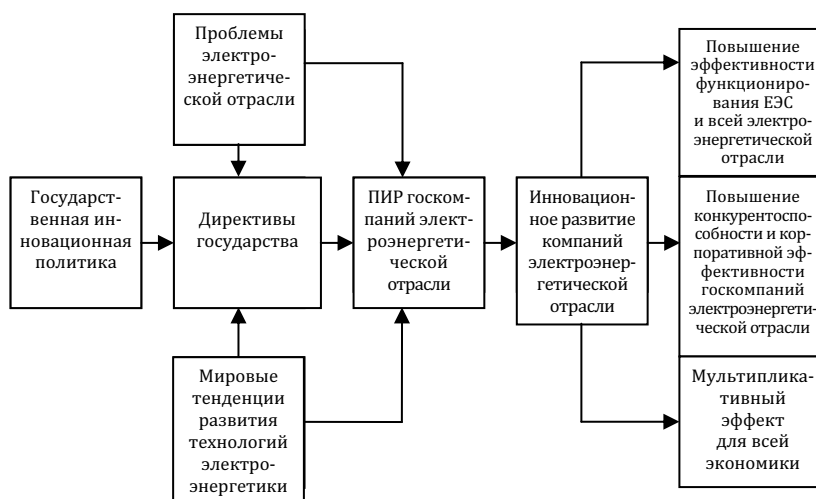 Проблемы
электро-
энергетиче-
ской отрасли
Государст-
венная ин-
новационная
политика
Директивы
государства
Мировые
тенденции
развития
технологий
электро-
энергетики
ПИР госком-
паний элект-
роэнергети-
ческой
отрасли
Инновацион-
ное развитие
компаний
электроэнер-
гетической
отрасли
Повышение
эффективности
функциониро-
вания ЕЭС
и всей электро-
энергетической
отрасли
Повышение
конкурентоспо-
собности и кор-
поративной эф-
фективности
госкомпаний
электроэнергети-
ческой отрасли
Мультиплика-
тивный
эффект
для всей
экономики